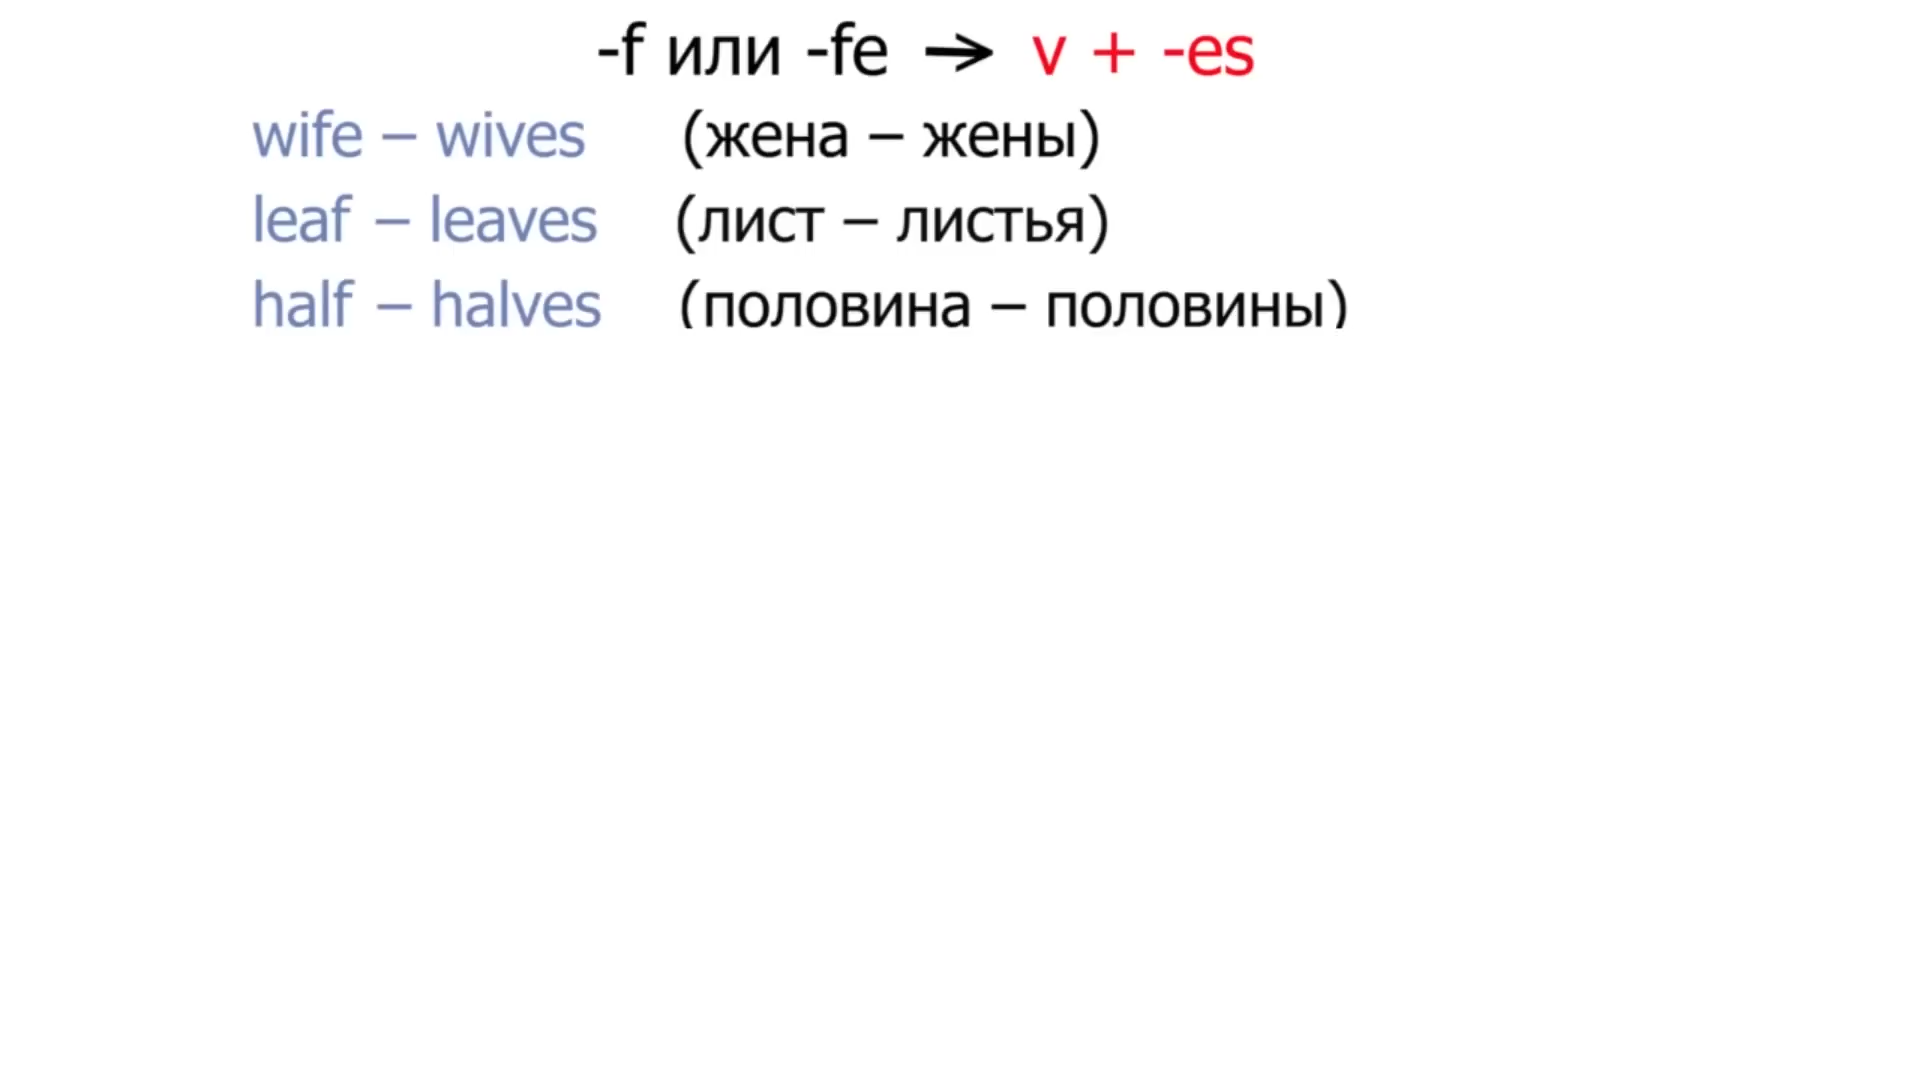 -f или -fe → v + -es
wife – wives (жена – жены)
leaf – leaves (лист – листья)
half – halves (половина – половины)